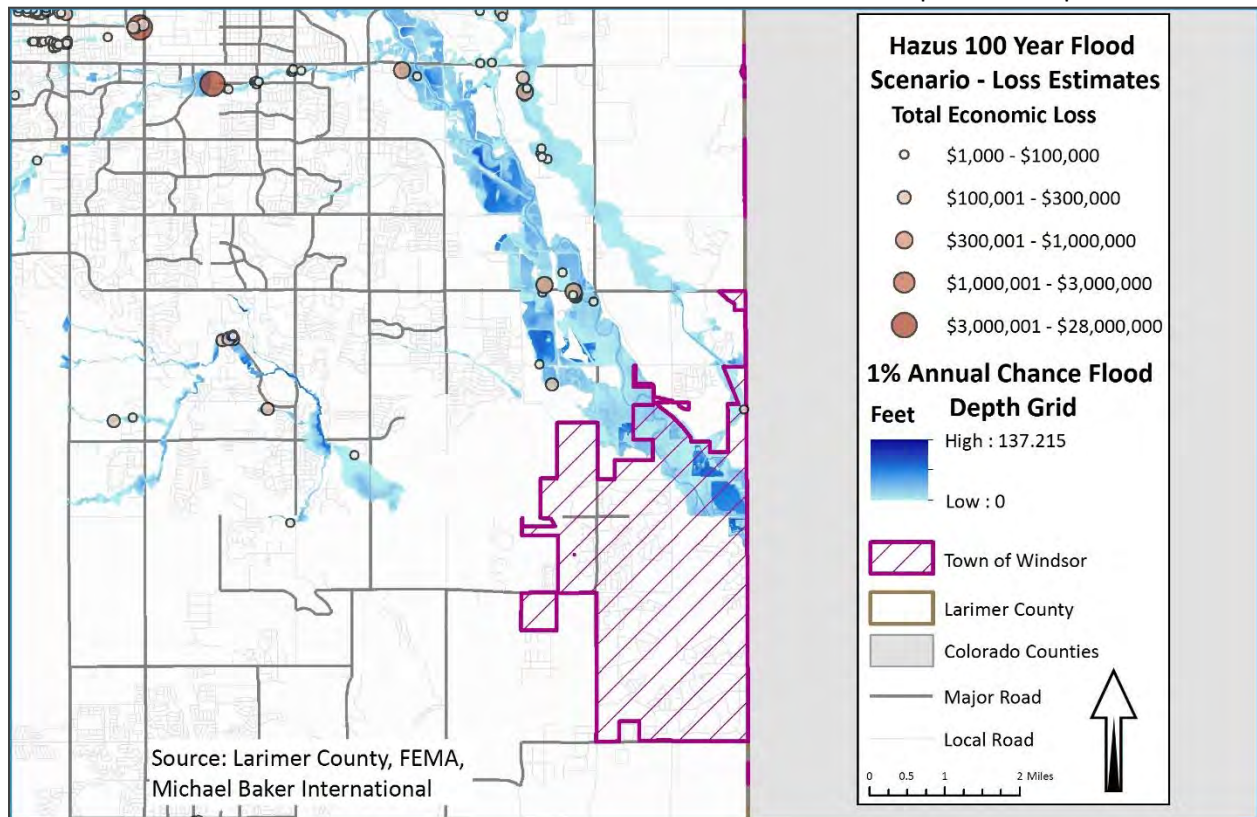 Hazus 100 Year Flood
Scenario - Loss Estimates
Total Economic Loss
$1,000 - $100,000
$100,001 - $300,000
$300,001 - $1,000,000
$1,000,001 - $3,000,000
$3,000,001 - $28,000,000
1% Annual Chance Flood
Depth Grid
Feet
High : 137.215
Low : 0
Town of Windsor
Larimer County
Colorado Counties
Major Road
Local Road
0 0.5 1 2 Miles
Source: Larimer County, FEMA,
Michael Baker International